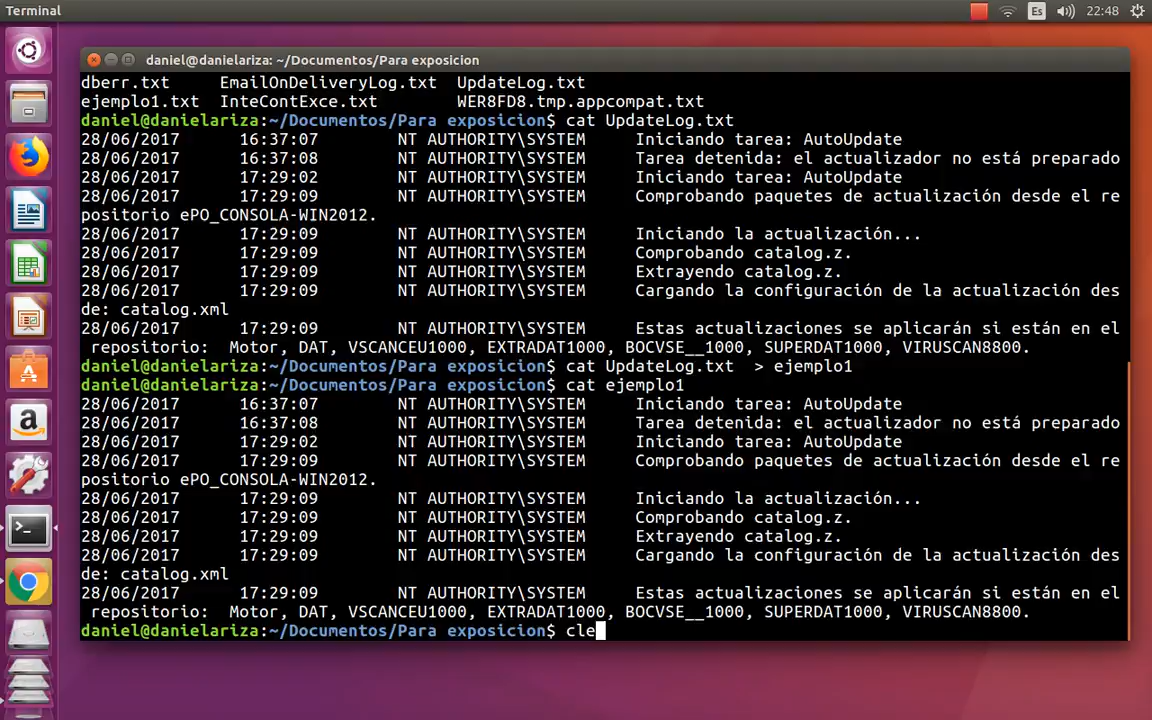 Terminal
Es
22:48
daniel@danielariza: ~/Documentos/Para exposicion
dberr.txt EmailOnDeliveryLog.txt UpdateLog.txt
ejemplo1.txt InteContExce.txt WER8FD8.tmp.appcompat.txt
daniel@danielariza:~/Documentos/Para exposicion$ cat UpdateLog.txt
28/06/2017 16:37:07 NT AUTHORITY\SYSTEM Iniciando tarea: AutoUpdate
28/06/2017 16:37:08 NT AUTHORITY\SYSTEM Tarea detenida: el actualizador no está preparado
28/06/2017 17:29:02 NT AUTHORITY\SYSTEM Iniciando tarea: AutoUpdate
28/06/2017 17:29:09 NT AUTHORITY\SYSTEM Comprobando paquetes de actualización desde el re
positorio ePO_CONSOLA-WIN2012.
28/06/2017 17:29:09 NT AUTHORITY\SYSTEM Iniciando la actualización...
28/06/2017 17:29:09 NT AUTHORITY\SYSTEM Comprobando catalog.z.
28/06/2017 17:29:09 NT AUTHORITY\SYSTEM Extrayendo catalog.z.
28/06/2017 17:29:09 NT AUTHORITY\SYSTEM Cargando la configuración de la actualización des
de: catalog.xml
28/06/2017 17:29:09 NT AUTHORITY\SYSTEM Estas actualizaciones se aplicarán si están en el
repositorio: Motor, DAT, VSCANCEU1000, EXTRADAT1000, BOCVSE__1000, SUPERDAT1000, VIRUSCAN8800.
daniel@danielariza:~/Documentos/Para exposicion$ cat UpdateLog.txt > ejemplo1
daniel@danielariza:~/Documentos/Para exposicion$ cat ejemplo1
28/06/2017 16:37:07 NT AUTHORITY\SYSTEM Iniciando tarea: AutoUpdate
28/06/2017 16:37:08 NT AUTHORITY\SYSTEM Tarea detenida: el actualizador no está preparado
28/06/2017 17:29:02 NT AUTHORITY\SYSTEM Iniciando tarea: AutoUpdate
28/06/2017 17:29:09 NT AUTHORITY\SYSTEM Comprobando paquetes de actualización desde el re
positorio ePO_CONSOLA-WIN2012.
28/06/2017 17:29:09 NT AUTHORITY\SYSTEM Iniciando la actualización...
28/06/2017 17:29:09 NT AUTHORITY\SYSTEM Comprobando catalog.z.
28/06/2017 17:29:09 NT AUTHORITY\SYSTEM Extrayendo catalog.z.
28/06/2017 17:29:09 NT AUTHORITY\SYSTEM Cargando la configuración de la actualización des
de: catalog.xml
28/06/2017 17:29:09 NT AUTHORITY\SYSTEM Estas actualizaciones se aplicarán si están en el
repositorio: Motor, DAT, VSCANCEU1000, EXTRADAT1000, BOCVSE__1000, SUPERDAT1000, VIRUSCAN8800.
daniel@danielariza:~/Documentos/Para exposicion$ cle